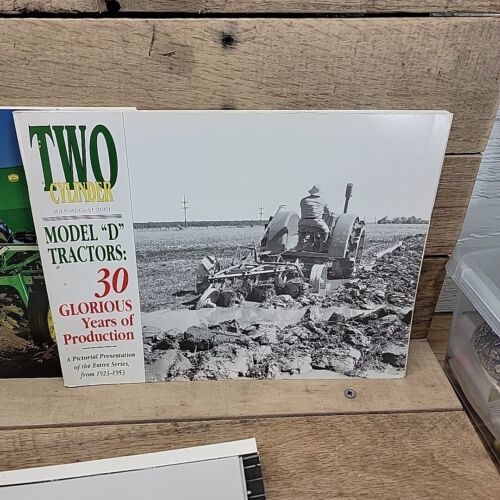 TWO
CYLINDER
JULY-AUGUST 2001
MODEL "D"
TRACTORS:
30
GLORIOUS
Years of
Production
A Pictorial Presentation
of the Entire Series,
from 1923-1953